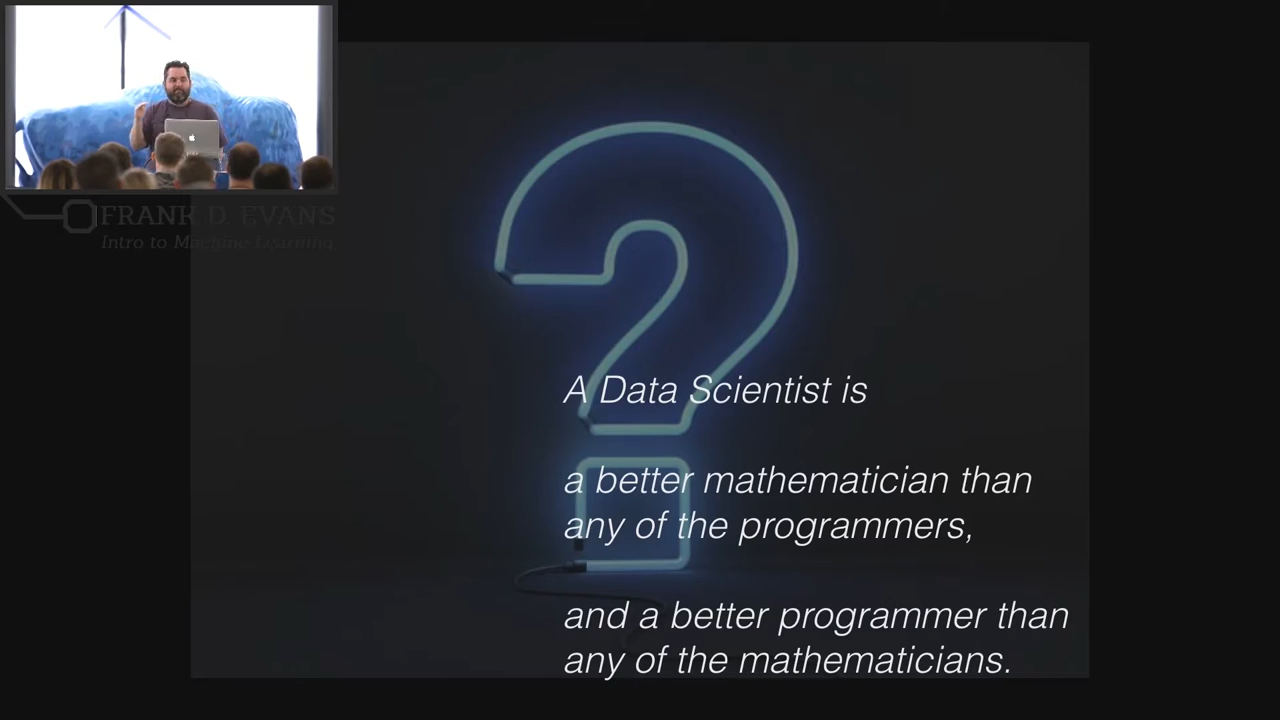 FRANK D. EVANS
Intro to Machine Learning
A Data Scientist is
a better mathematician than
any of the programmers,
and a better programmer than
any of the mathematicians.